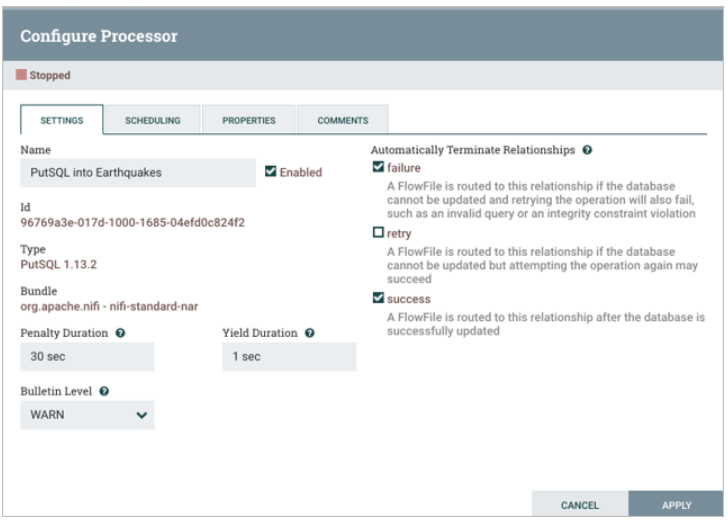 Configure Processor
Stopped
SETTINGS
SCHEDULING
PROPERTIES
COMMENTS
Name
PutSQL into Earthquakes
Enabled
Id
96769a3e-017d-1000-1685-04efd0c824f2
Type
PutSQL 1.13.2
Bundle
org.apache.nifi - nifi-standard-nar
Penalty Duration ?
Yield Duration ?
30 sec
1 sec
Bulletin Level ?
WARN
Automatically Terminate Relationships ?
failure
A FlowFile is routed to this relationship if the database
cannot be updated and retrying the operation will also fail,
such as an invalid query or an integrity constraint violation
retry
A FlowFile is routed to this relationship if the database
cannot be updated but attempting the operation again may
succeed
success
A FlowFile is routed to this relationship after the database is
successfully updated
CANCEL
APPLY